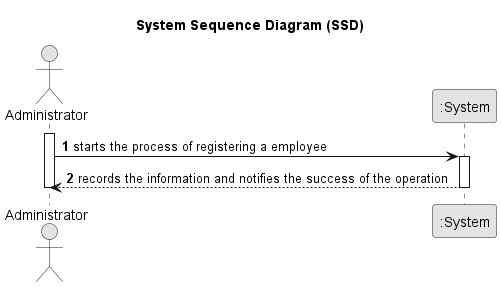 System Sequence Diagram (SSD)
Administrator
:System
1 starts the process of registering a employee
2 records the information and notifies the success of the operation
Administrator
:System